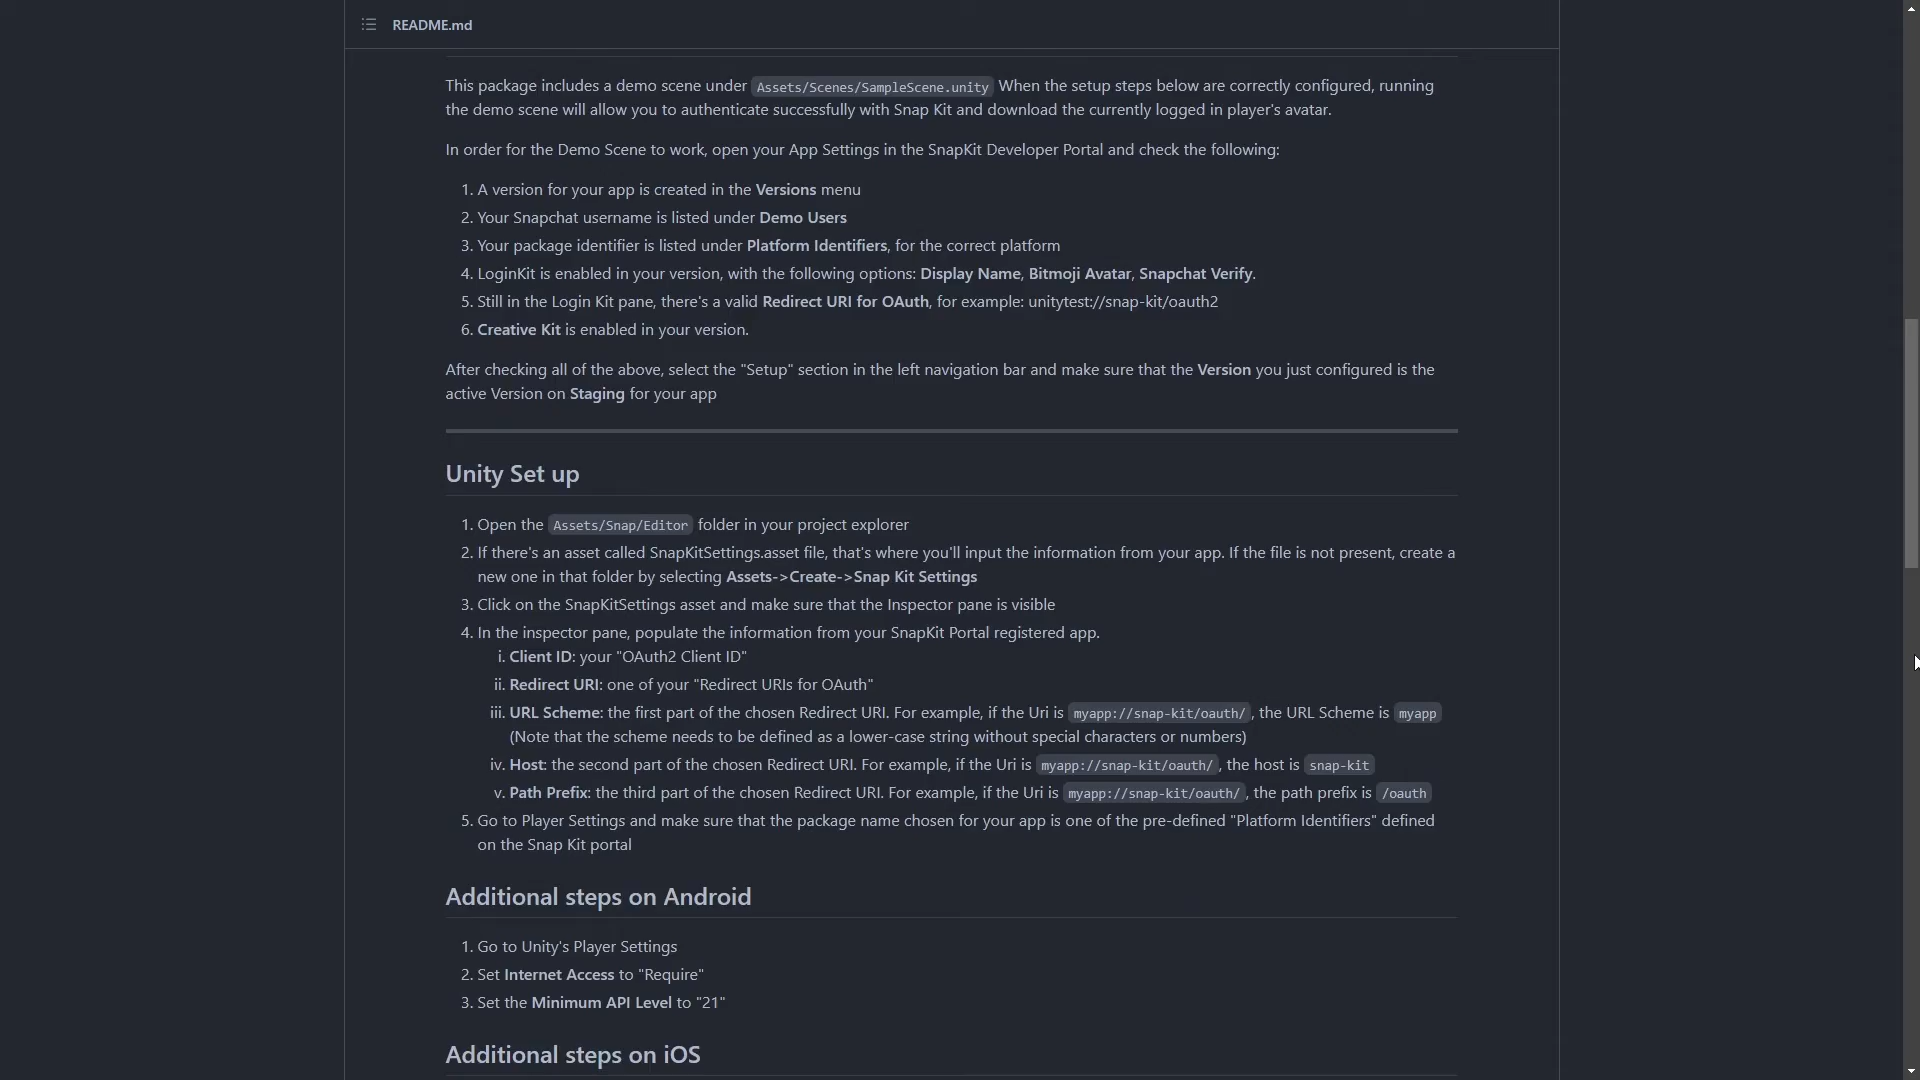 README.md
This package includes a demo scene under Assets/Scenes/SampleScene.unity When the setup steps below are correctly configured, running
the demo scene will allow you to authenticate successfully with Snap Kit and download the currently logged in player's avatar.
In order for the Demo Scene to work, open your App Settings in the SnapKit Developer Portal and check the following:
1. A version for your app is created in the Versions menu
2. Your Snapchat username is listed under Demo Users
3. Your package identifier is listed under Platform Identifiers, for the correct platform
4. LoginKit is enabled in your version, with the following options: Display Name, Bitmoji Avatar, Snapchat Verify.
5. Still in the Login Kit pane, there's a valid Redirect URI for OAuth, for example: unitytest://snap-kit/oauth2
6. Creative Kit is enabled in your version.
After checking all of the above, select the "Setup" section in the left navigation bar and make sure that the Version you just configured is the
active Version on Staging for your app
Unity Set up
1. Open the Assets/Snap/Editor folder in your project explorer
2. If there's an asset called SnapKitSettings.asset file, that's where you'll input the information from your app. If the file is not present, create a
new one in that folder by selecting Assets->Create->Snap Kit Settings
3. Click on the SnapKitSettings asset and make sure that the Inspector pane is visible
4. In the inspector pane, populate the information from your SnapKit Portal registered app.
i. Client ID: your "OAuth2 Client ID"
ii. Redirect URI: one of your "Redirect URIs for OAuth"
iii. URL Scheme: the first part of the chosen Redirect URI. For example, if the Uri is myapp://snap-kit/oauth/, the URL Scheme is myapp
(Note that the scheme needs to be defined as a lower-case string without special characters or numbers)
iv. Host: the second part of the chosen Redirect URI. For example, if the Uri is myapp://snap-kit/oauth/, the host is snap-kit
v. Path Prefix: the third part of the chosen Redirect URI. For example, if the Uri is myapp://snap-kit/oauth/, the path prefix is /oauth
5. Go to Player Settings and make sure that the package name chosen for your app is one of the pre-defined "Platform Identifiers" defined
on the Snap Kit portal
Additional steps on Android
1. Go to Unity's Player Settings
2. Set Internet Access to "Require"
3. Set the Minimum API Level to "21"
Additional steps on iOS